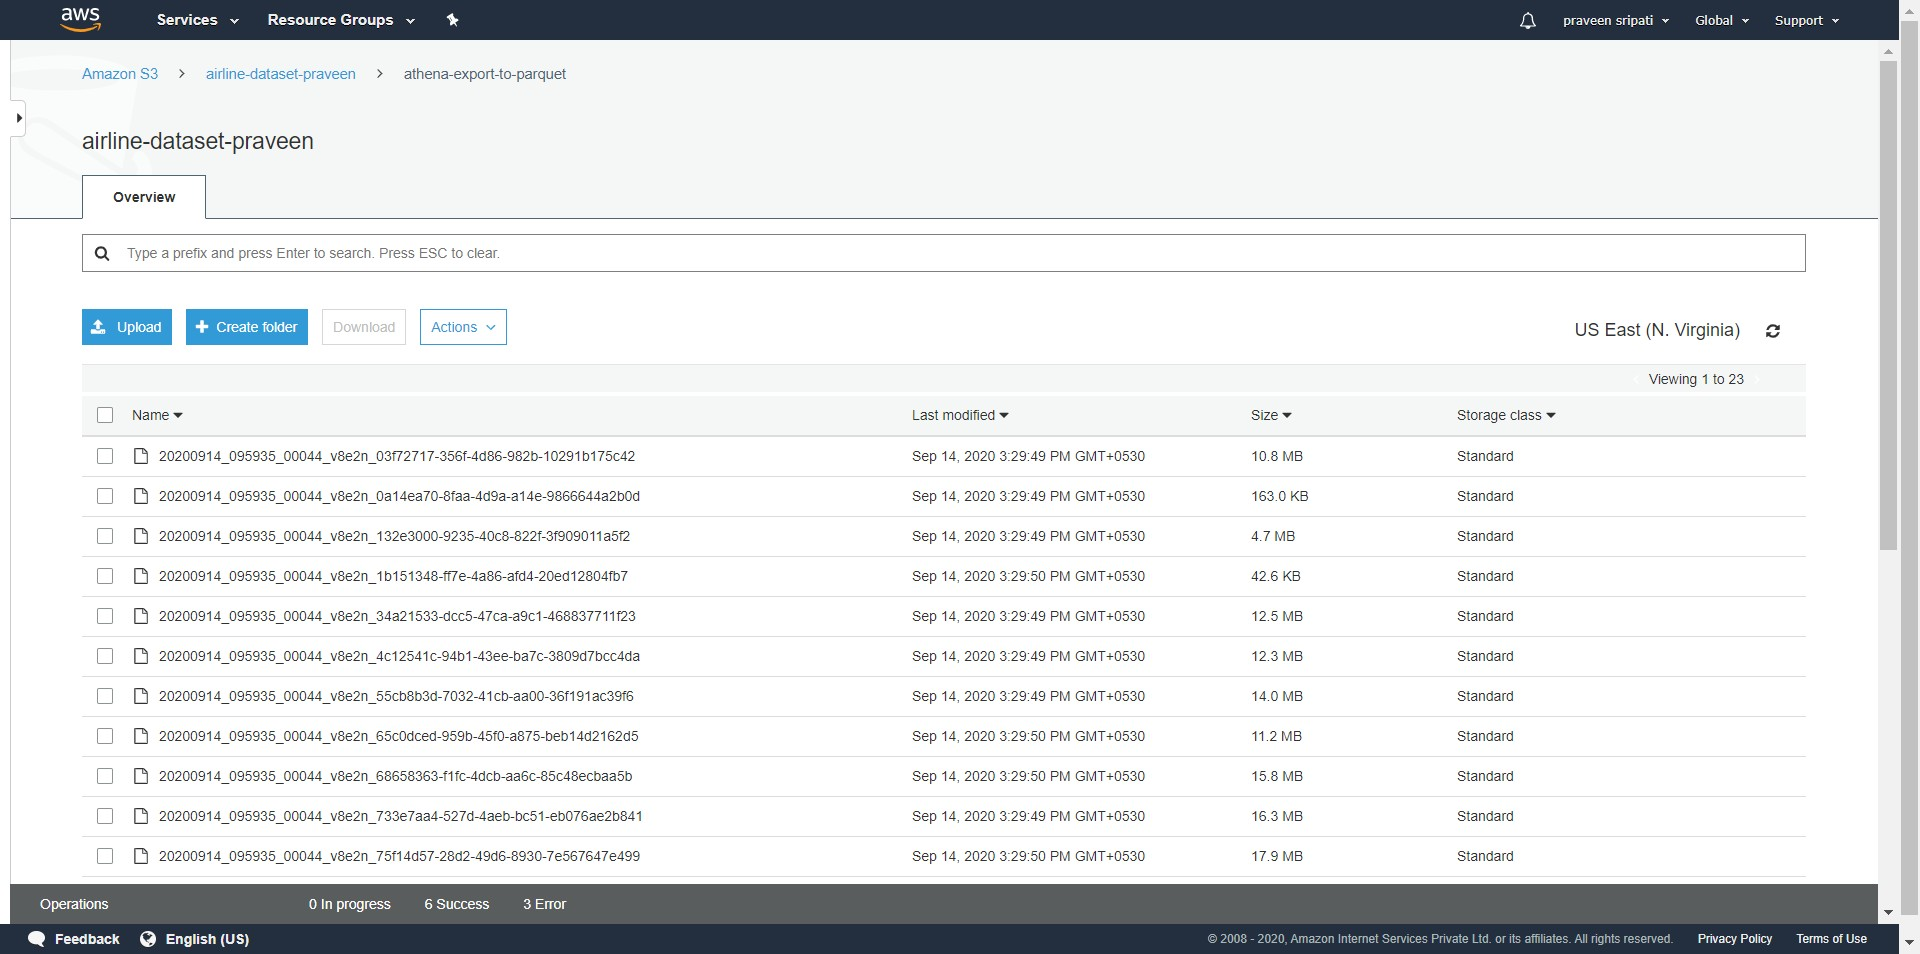 aws Services Resource Groups praveen sripati Global Support
Amazon S3 airline-dataset-praveen athena-export-to-parquet
airline-dataset-praveen
Overview
Type a prefix and press Enter to search. Press ESC to clear.
Upload Create folder Download Actions US East (N. Virginia)
Viewing 1 to 23
Name Last modified Size Storage class
20200914_095935_00044_v8e2n_03f72717-356f-4d86-982b-10291b175c42 Sep 14, 2020 3:29:49 PM GMT+0530 10.8 MB Standard
20200914_095935_00044_v8e2n_0a14ea70-8faa-4d9a-a14e-9866644a2b0d Sep 14, 2020 3:29:49 PM GMT+0530 163.0 KB Standard
20200914_095935_00044_v8e2n_132e3000-9235-40c8-822f-3f909011a5f2 Sep 14, 2020 3:29:49 PM GMT+0530 4.7 MB Standard
20200914_095935_00044_v8e2n_1b151348-ff7e-4a86-afd4-20ed12804fb7 Sep 14, 2020 3:29:50 PM GMT+0530 42.6 KB Standard
20200914_095935_00044_v8e2n_34a21533-dcc5-47ca-a9c1-468837711f23 Sep 14, 2020 3:29:49 PM GMT+0530 12.5 MB Standard
20200914_095935_00044_v8e2n_4c12541c-94b1-43ee-ba7c-3809d7bcc4da Sep 14, 2020 3:29:49 PM GMT+0530 12.3 MB Standard
20200914_095935_00044_v8e2n_55cb8b3d-7032-41cb-aa00-36f191ac39f6 Sep 14, 2020 3:29:49 PM GMT+0530 14.0 MB Standard
20200914_095935_00044_v8e2n_65c0dced-959b-45f0-a875-beb14d2162d5 Sep 14, 2020 3:29:50 PM GMT+0530 11.2 MB Standard
20200914_095935_00044_v8e2n_68658363-f1fc-4dcb-aa6c-85c48ecbaa5b Sep 14, 2020 3:29:50 PM GMT+0530 15.8 MB Standard
20200914_095935_00044_v8e2n_733e7aa4-527d-4aeb-bc51-eb076ae2b841 Sep 14, 2020 3:29:49 PM GMT+0530 16.3 MB Standard
20200914_095935_00044_v8e2n_75f14d57-28d2-49d6-8930-7e567647e499 Sep 14, 2020 3:29:50 PM GMT+0530 17.9 MB Standard
Operations 0 In progress 6 Success 3 Error
Feedback English (US) © 2008 - 2020, Amazon Internet Services Private Ltd. or its affiliates. All rights reserved. Privacy Policy Terms of Use